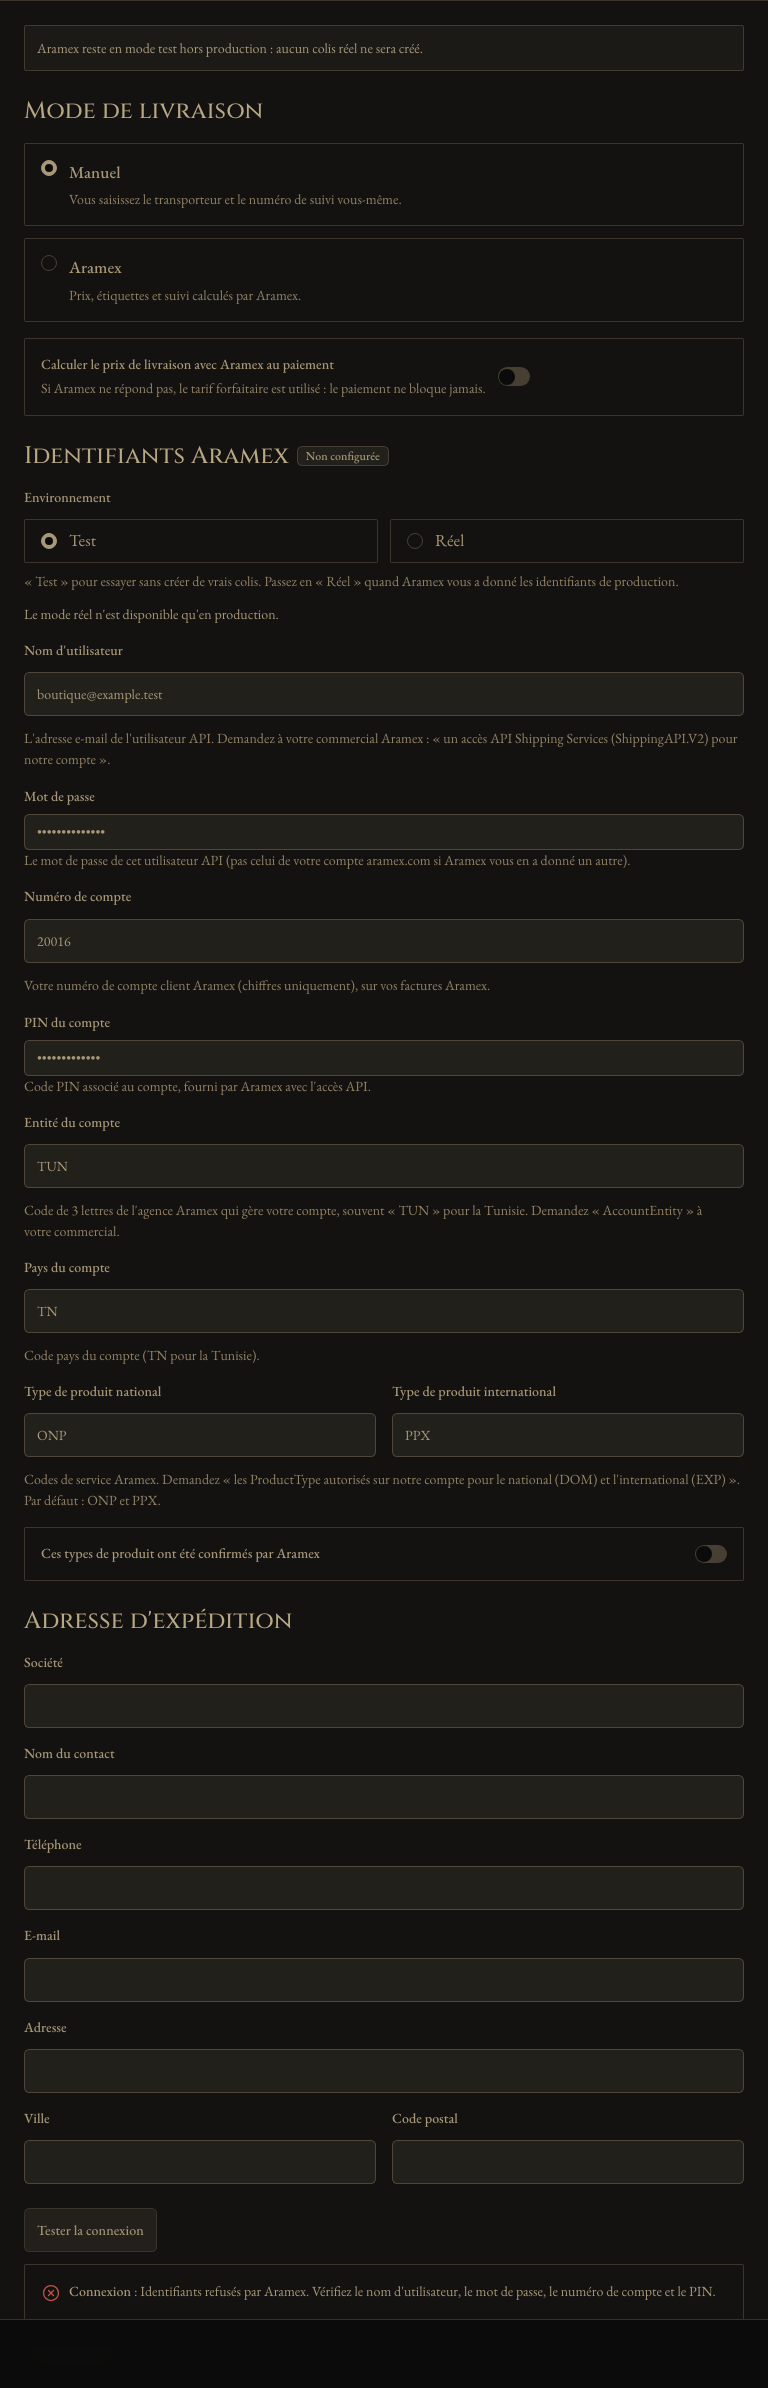 Aramex reste en mode test hors production : aucun colis réel ne sera créé.
Mode de livraison
Manuel
Vous saisissez le transporteur et le numéro de suivi vous-même.
Aramex
Prix, étiquettes et suivi calculés par Aramex.
Calculer le prix de livraison avec Aramex au paiement
Si Aramex ne répond pas, le tarif forfaitaire est utilisé : le paiement ne bloque jamais.
Identifiants Aramex Non configurée
Environnement
Test Réel
« Test » pour essayer sans créer de vrais colis. Passez en « Réel » quand Aramex vous a donné les identifiants de production.
Le mode réel n'est disponible qu'en production.
Nom d'utilisateur
boutique@example.test
L'adresse e-mail de l'utilisateur API. Demandez à votre commercial Aramex : « un accès API Shipping Services (ShippingAPI.V2) pour
notre compte ».
Mot de passe
••••••••••••••
Le mot de passe de cet utilisateur API (pas celui de votre compte aramex.com si Aramex vous en a donné un autre).
Numéro de compte
20016
Votre numéro de compte client Aramex (chiffres uniquement), sur vos factures Aramex.
PIN du compte
•••••••••••••
Code PIN associé au compte, fourni par Aramex avec l'accès API.
Entité du compte
TUN
Code de 3 lettres de l'agence Aramex qui gère votre compte, souvent « TUN » pour la Tunisie. Demandez « AccountEntity » à
votre commercial.
Pays du compte
TN
Code pays du compte (TN pour la Tunisie).
Type de produit national Type de produit international
ONP PPX
Codes de service Aramex. Demandez « les ProductType autorisés sur notre compte pour le national (DOM) et l'international (EXP) ».
Par défaut : ONP et PPX.
Ces types de produit ont été confirmés par Aramex
Adresse d'expédition
Société
Nom du contact
Téléphone
E-mail
Adresse
Ville Code postal
Tester la connexion
Connexion : Identifiants refusés par Aramex. Vérifiez le nom d'utilisateur, le mot de passe, le numéro de compte et le PIN.